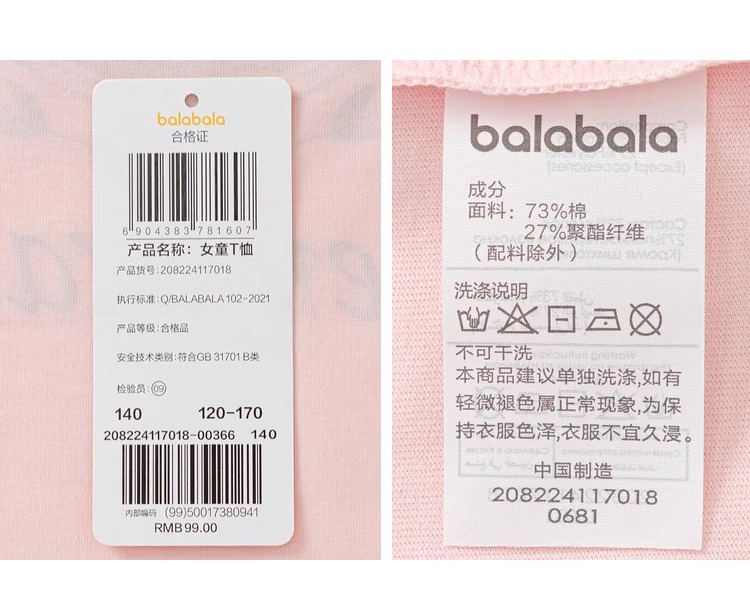 balabala
合格证
6 904383 781607
产品名称: 女童T恤
产品货号:208224117018
执行标准:Q/BALABALA 102-2021
产品等级:合格品
安全技术类别:符合GB 31701 B类
检验员:09
140 120-170
208224117018-00366 140
内部编码 (99)50017380941
RMB99.00
balabala
成分
面料: 73%棉
27%聚酯纤维
(配料除外)
洗涤说明
不可干洗
本商品建议单独洗涤,如有
轻微褪色属正常现象,为保
持衣服色泽,衣服不宜久浸。
中国制造
208224117018
0681